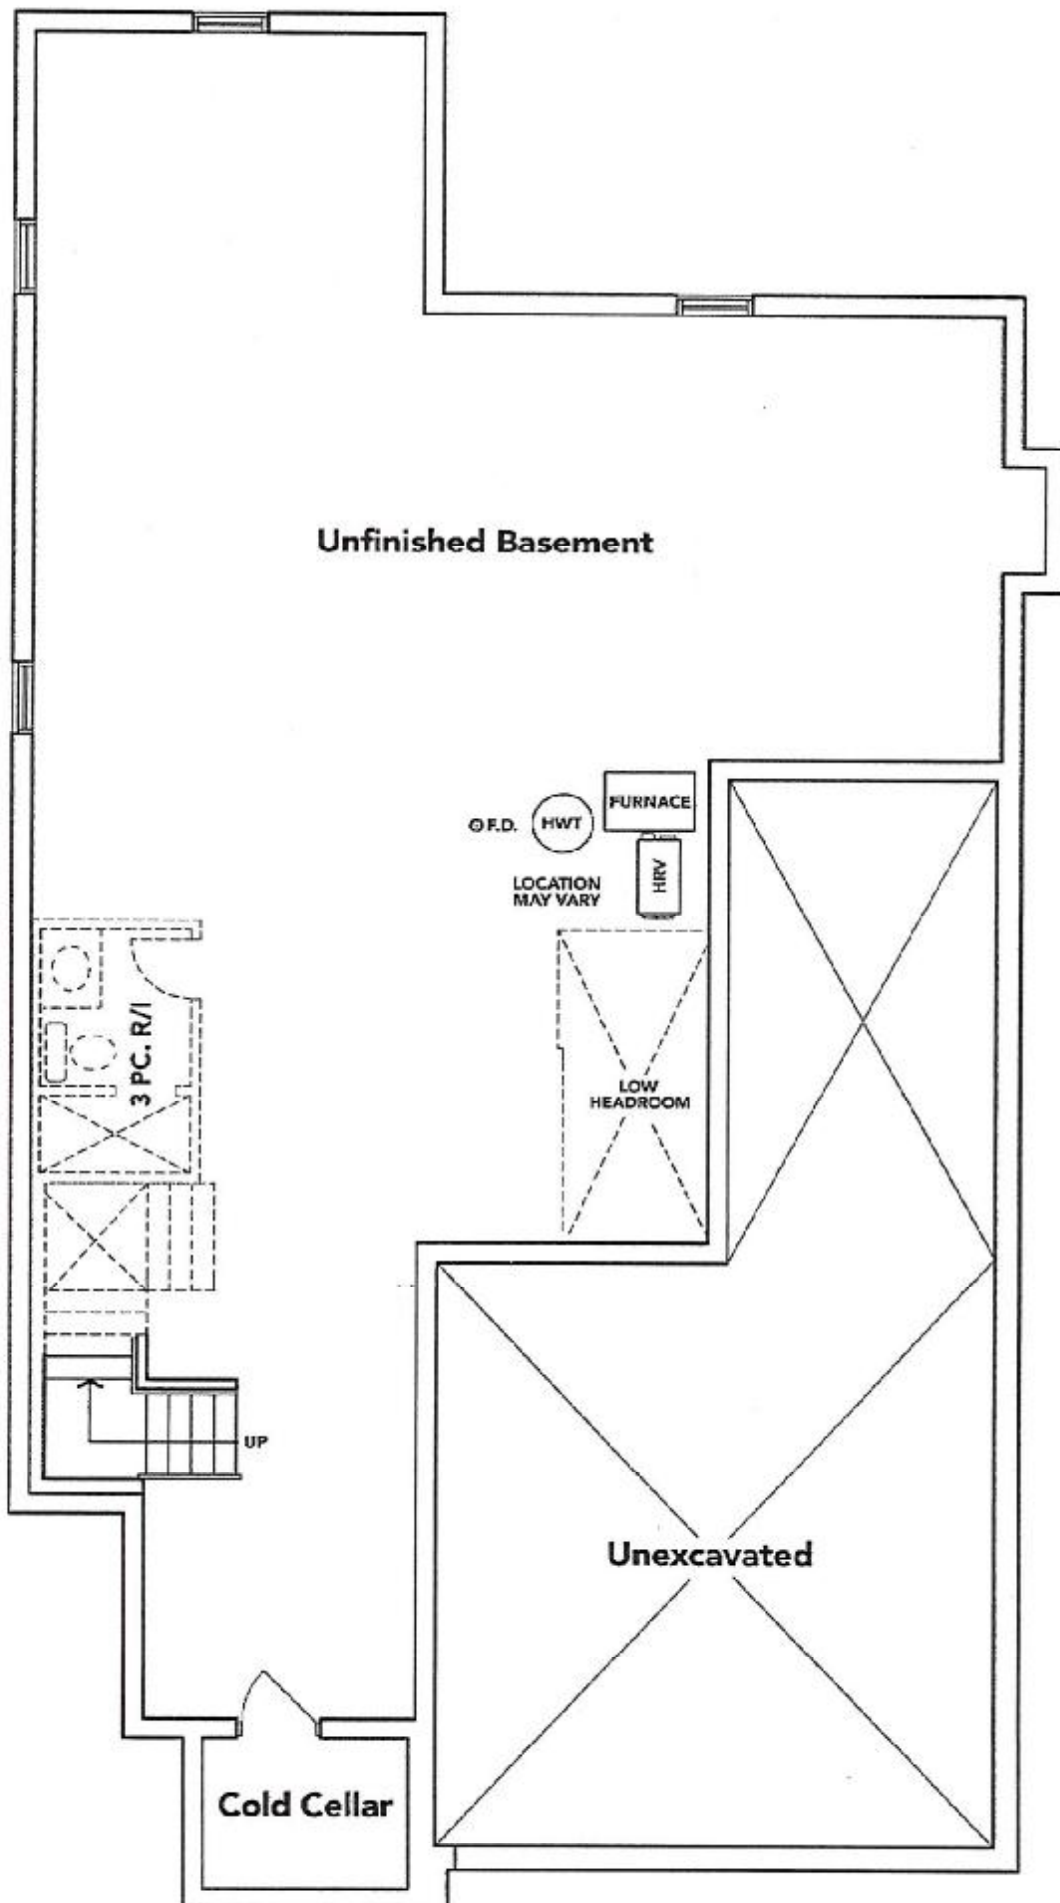 Unfinished Basement
FURNACE
F.D.
HWT
HRV
LOCATION
MAY VARY
3 PC. R/I
LOW
HEADROOM
UP
Unexcavated
Cold Cellar